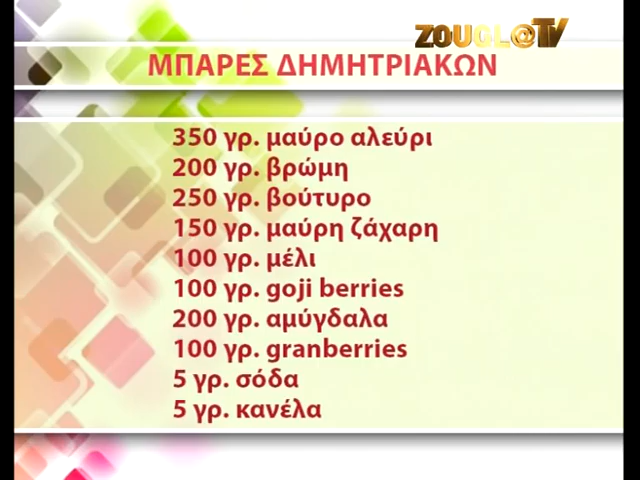 ZOUGL@TV
ΜΠΑΡΕΣ ΔΗΜΗΤΡΙΑΚΩΝ
350 γρ. μαύρο αλεύρι
200 γρ. βρώμη
250 γρ. βούτυρο
150 γρ. μαύρη ζάχαρη
100 γρ. μέλι
100 γρ. goji berries
200 γρ. αμύγδαλα
100 γρ. granberries
5 γρ. σόδα
5 γρ. κανέλα